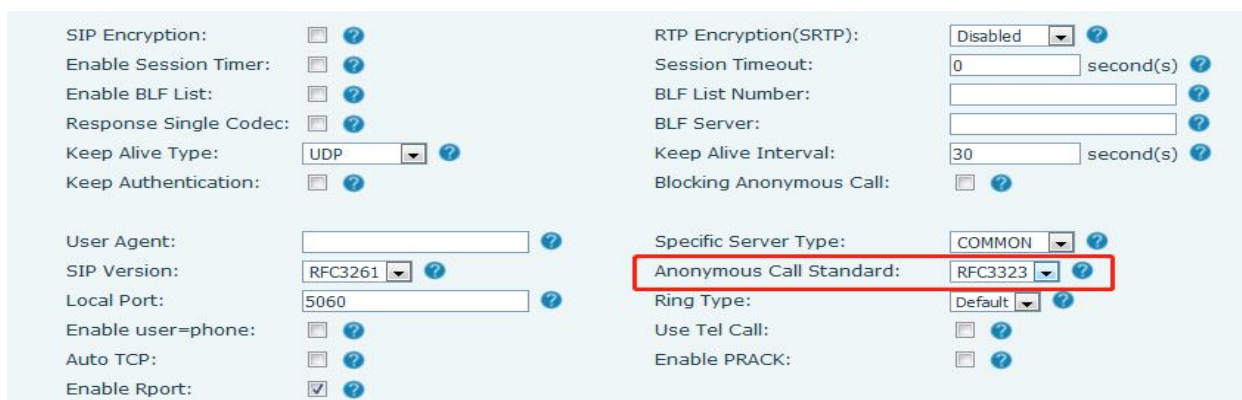 SIP Encryption: RTP Encryption(SRTP): Disabled
Enable Session Timer: Session Timeout: 0 second(s)
Enable BLF List: BLF List Number:
Response Single Codec: BLF Server:
Keep Alive Type: UDP Keep Alive Interval: 30 second(s)
Keep Authentication: Blocking Anonymous Call:
User Agent: Specific Server Type: COMMON
SIP Version: RFC3261 Anonymous Call Standard: RFC3323
Local Port: 5060 Ring Type: Default
Enable user=phone: Use Tel Call:
Auto TCP: Enable PRACK:
Enable Rport: